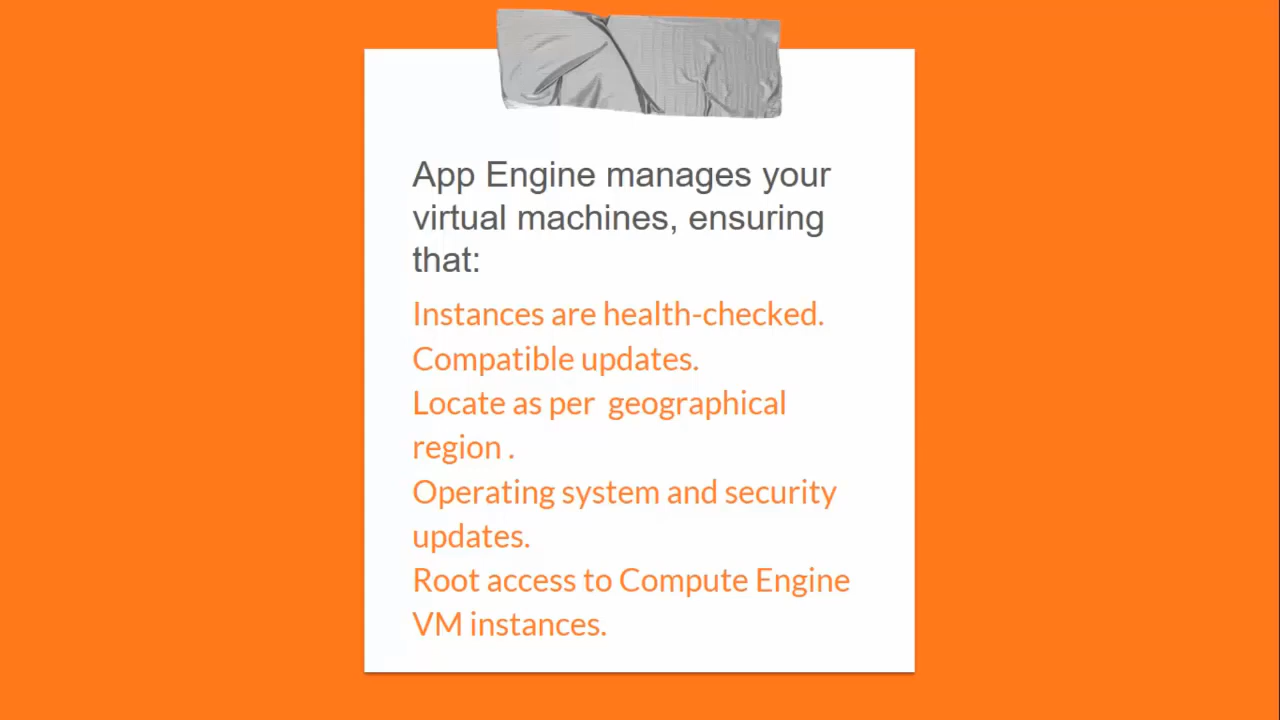 App Engine manages your
virtual machines, ensuring
that:
Instances are health-checked.
Compatible updates.
Locate as per  geographical
region .
Operating system and security
updates.
Root access to Compute Engine
VM instances.